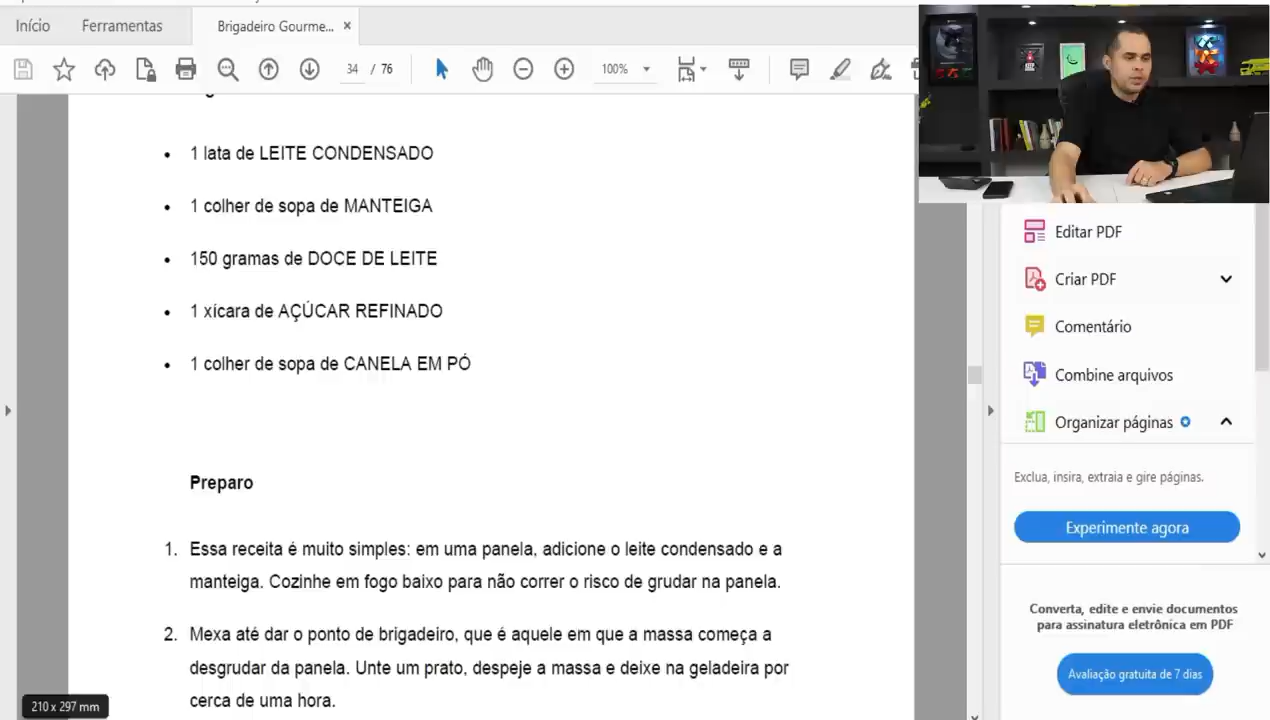 Início
Ferramentas
Brigadeiro Gourme... ×
34 / 76
100%
1 lata de LEITE CONDENSADO
1 colher de sopa de MANTEIGA
150 gramas de DOCE DE LEITE
1 xícara de AÇÚCAR REFINADO
1 colher de sopa de CANELA EM PÓ
Preparo
1. Essa receita é muito simples: em uma panela, adicione o leite condensado e a
manteiga. Cozinhe em fogo baixo para não correr o risco de grudar na panela.
2. Mexa até dar o ponto de brigadeiro, que é aquele em que a massa começa a
desgrudar da panela. Unte um prato, despeje a massa e deixe na geladeira por
cerca de uma hora.
210 x 297 mm
Editar PDF
Criar PDF
Comentário
Combine arquivos
Organizar páginas
Exclua, insira, extraia e gire páginas.
Experimente agora
Converta, edite e envie documentos
para assinatura eletrônica em PDF
Avaliação gratuita de 7 dias